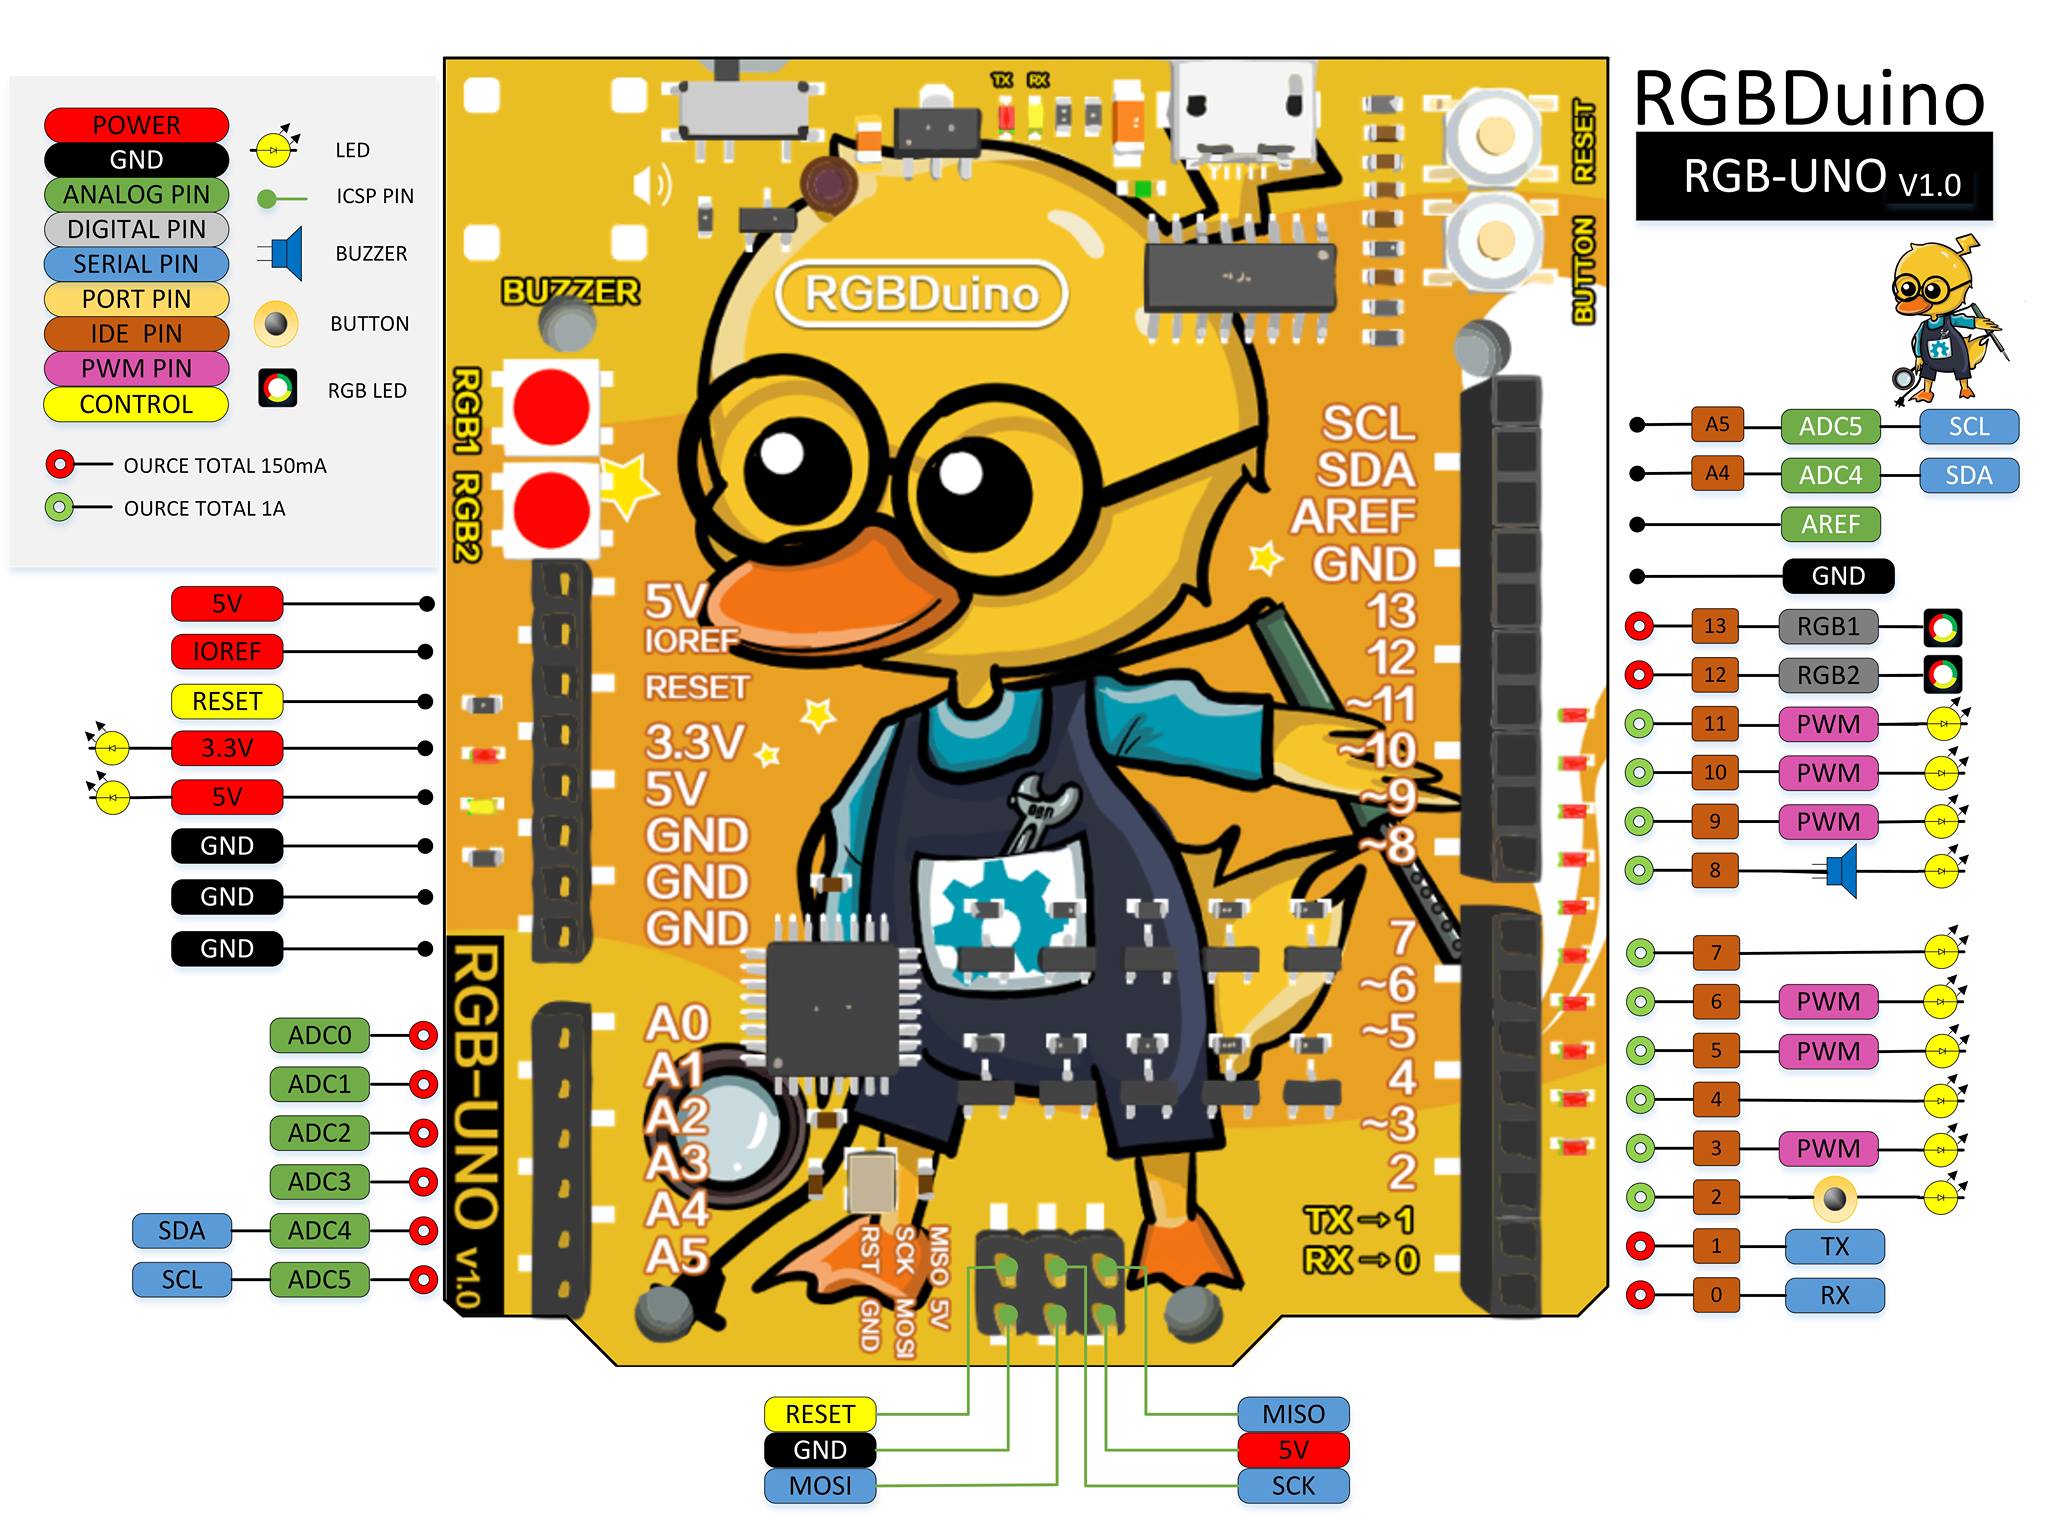 POWER
GND
ANALOG PIN
DIGITAL PIN
SERIAL PIN
PORT PIN
IDE PIN
PWM PIN
CONTROL
LED
ICSP PIN
BUZZER
BUTTON
RGB LED
OURCE TOTAL 150mA
OURCE TOTAL 1A
5V
IOREF
RESET
3.3V
5V
GND
GND
GND
ADC0
ADC1
ADC2
ADC3
SDA ADC4
SCL ADC5
TX RX
RESET
BUTTON
BUZZER
RGBDuino
RGB1
RGB2
5V
IOREF
RESET
3.3V
5V
GND
GND
GND
A0
A1
A2
A3
A4
A5
RGB-UNO v1.0
SCL
SDA
AREF
GND
13
12
~11
~10
~9
~8
7
~6
~5
4
~3
2
TX→1
RX→0
MISO 5V
SCK MOSI
RST GND
RGBDuino
RGB-UNO V1.0
A5 ADC5 SCL
A4 ADC4 SDA
AREF
GND
13 RGB1
12 RGB2
11 PWM
10 PWM
9 PWM
8
7
6 PWM
5 PWM
4
3 PWM
2
1 TX
0 RX
RESET
GND
MOSI
MISO
5V
SCK